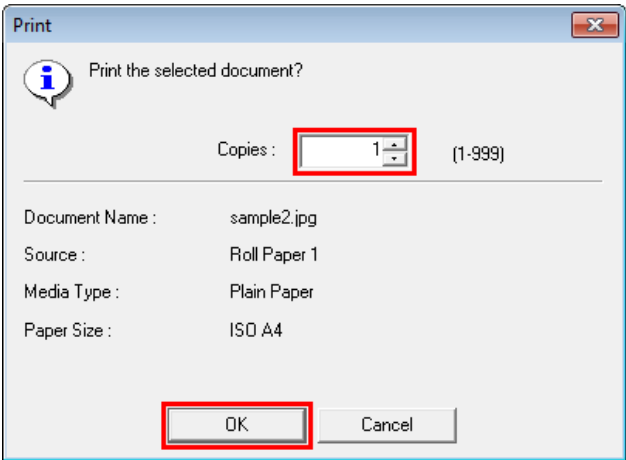 Print
Print the selected document?
Copies : 1 (1-999)
Document Name : sample2.jpg
Source : Roll Paper 1
Media Type : Plain Paper
Paper Size : ISO A4
OK Cancel